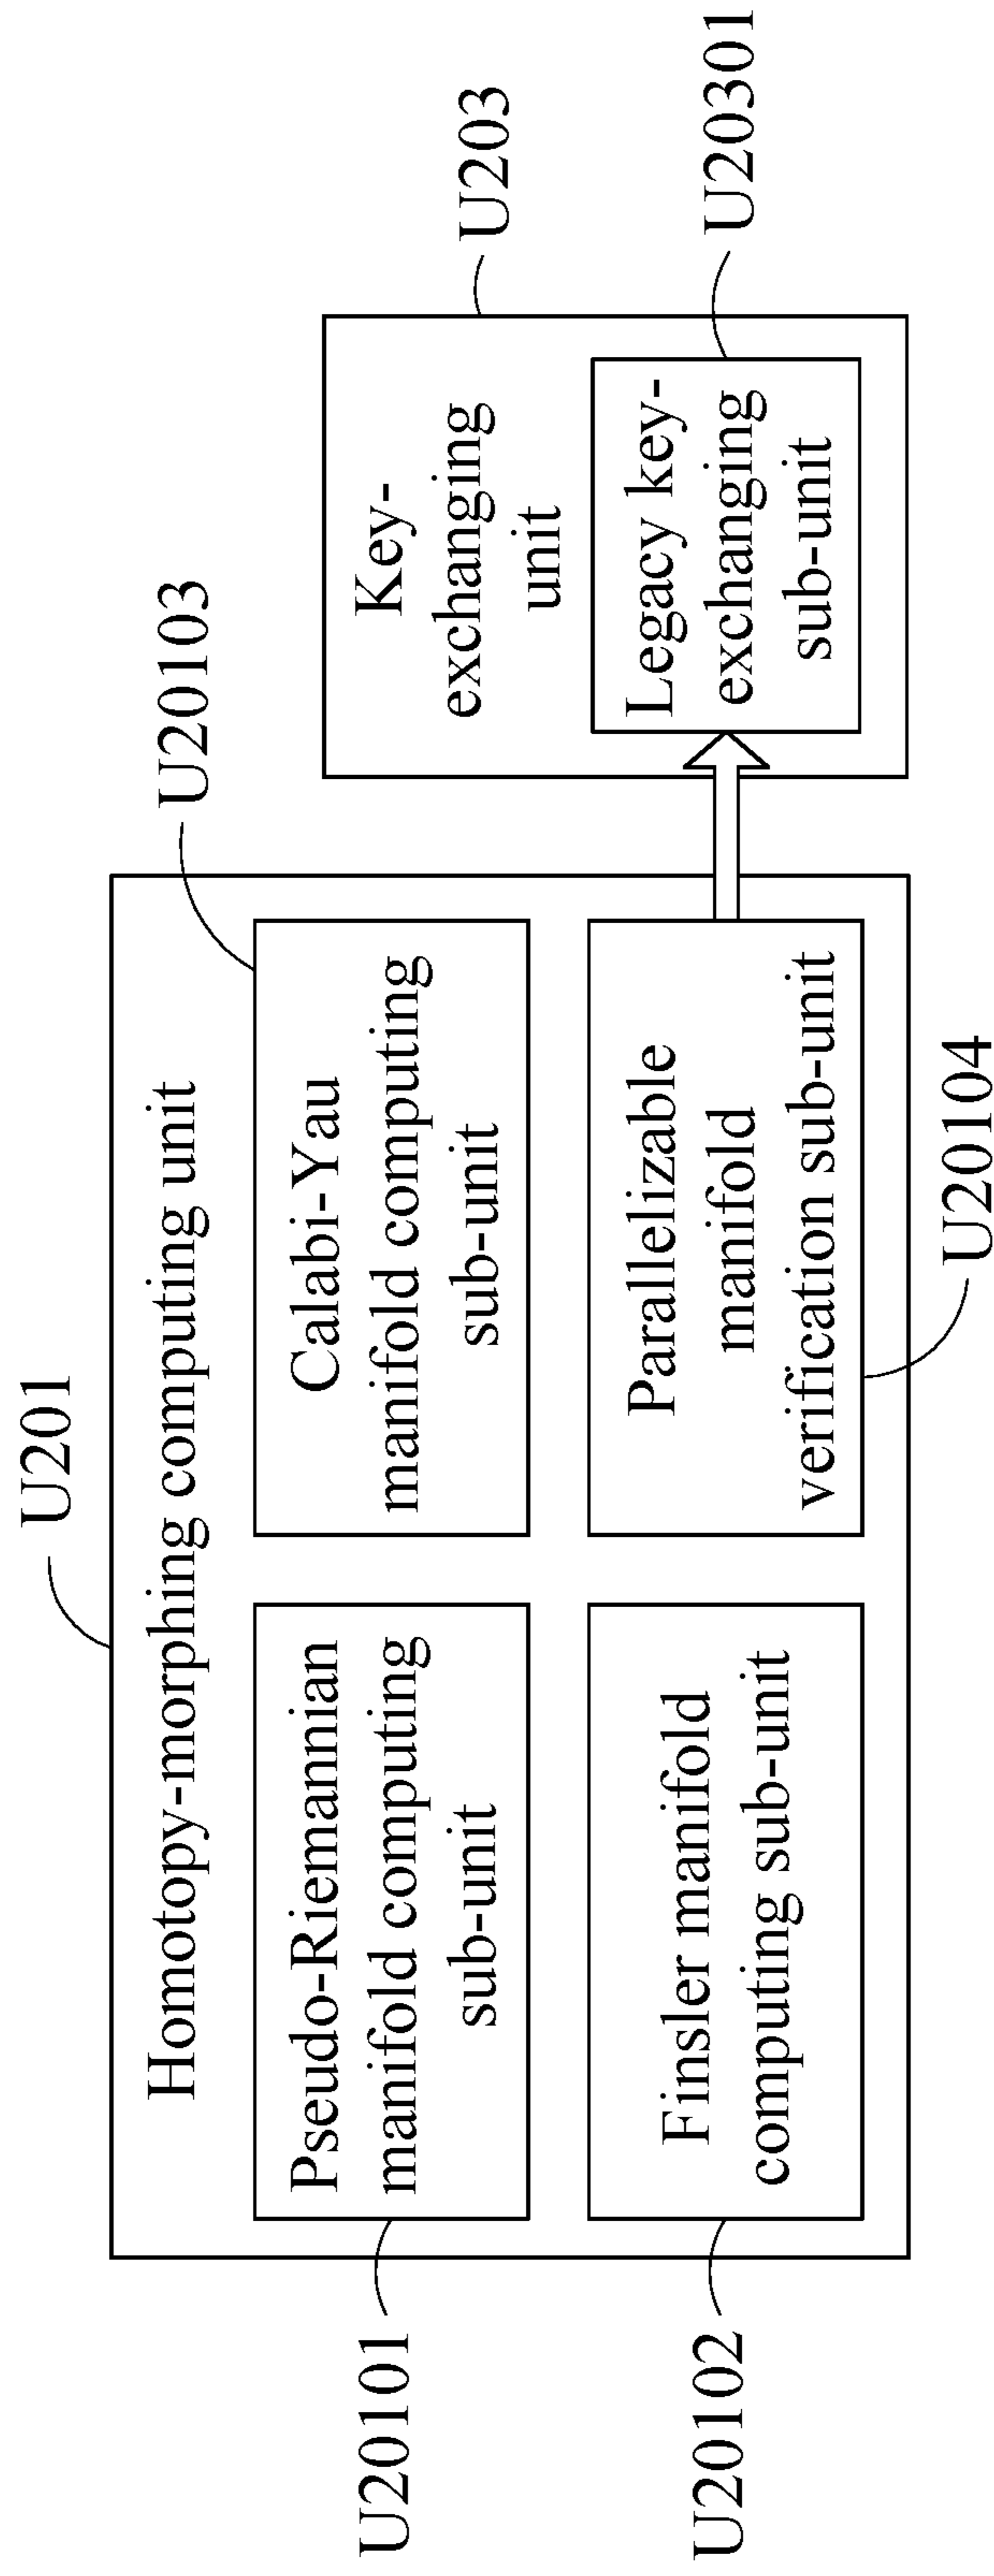 U201
Homotopy-morphing computing unit
Pseudo-Riemannian
manifold computing
sub-unit
U20101
Calabi-Yau
manifold computing
sub-unit
U20103
Finsler manifold
computing sub-unit
U20102
Parallelizable
manifold
verification sub-unit
U20104
Key-
exchanging
unit
U203
Legacy key-
exchanging
sub-unit
U20301